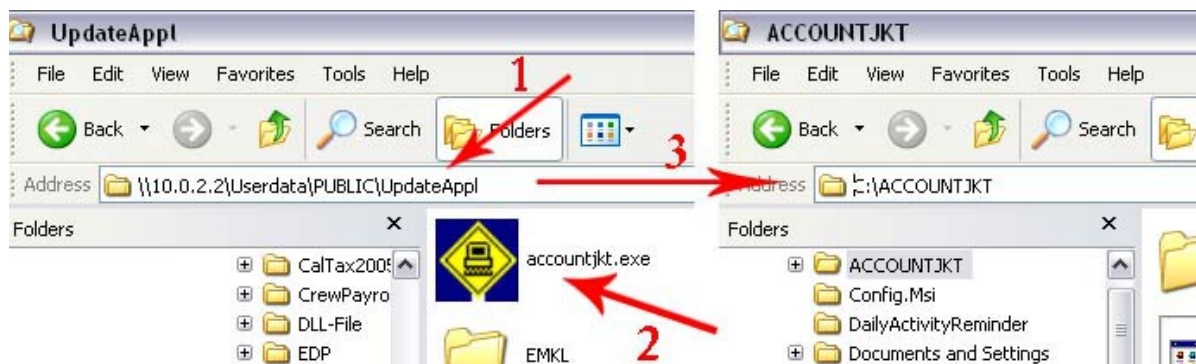 UpdateAppl
File Edit View Favorites Tools Help
1
Back Search Folders
3
Address \\10.0.2.2\Userdata\PUBLIC\UpdateAppl
Folders
CalTax2005
accountjkt.exe
CrewPayro
DLL-File
EDP
EMKL
2
ACCOUNTJKT
File Edit View Favorites Tools Help
Back Search
Address :\ACCOUNTJKT
Folders
ACCOUNTJKT
Config.Msi
DailyActivityReminder
Documents and Settings